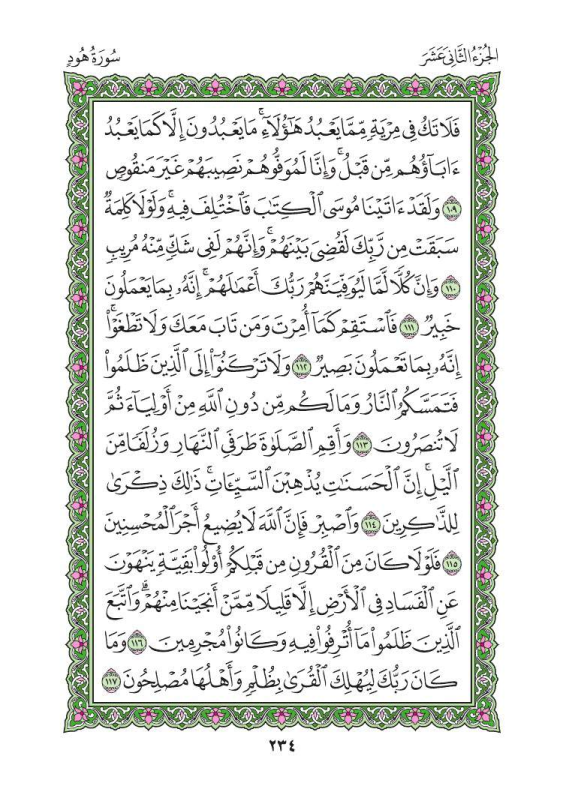 الجُزْءُ الثَّانِيَ عَشَرَ
سُورَةُ هُودٍ
فَلَا تَكُ فِى مِرْيَةٍ مِّمَّا يَعْبُدُ هَٰٓؤُلَآءِ ۚ مَا يَعْبُدُونَ إِلَّا كَمَا يَعْبُدُ
ءَابَآؤُهُم مِّن قَبْلُ ۚ وَإِنَّا لَمُوَفُّوهُمْ نَصِيبَهُمْ غَيْرَ مَنقُوصٍ
١٠٩ وَلَقَدْ ءَاتَيْنَا مُوسَى ٱلْكِتَٰبَ فَٱخْتُلِفَ فِيهِ ۚ وَلَوْلَا كَلِمَةٌ
سَبَقَتْ مِن رَّبِّكَ لَقُضِىَ بَيْنَهُمْ ۚ وَإِنَّهُمْ لَفِى شَكٍّ مِّنْهُ مُرِيبٍ
١١٠ وَإِنَّ كُلًّا لَّمَّا لَيُوَفِّيَنَّهُمْ رَبُّكَ أَعْمَٰلَهُمْ ۚ إِنَّهُۥ بِمَا يَعْمَلُونَ
خَبِيرٌ ١١١ فَٱسْتَقِمْ كَمَآ أُمِرْتَ وَمَن تَابَ مَعَكَ وَلَا تَطْغَوْا۟ ۚ
إِنَّهُۥ بِمَا تَعْمَلُونَ بَصِيرٌ ١١٢ وَلَا تَرْكَنُوٓا۟ إِلَى ٱلَّذِينَ ظَلَمُوا۟
فَتَمَسَّكُمُ ٱلنَّارُ وَمَا لَكُم مِّن دُونِ ٱللَّهِ مِنْ أَوْلِيَآءَ ثُمَّ
لَا تُنصَرُونَ ١١٣ وَأَقِمِ ٱلصَّلَوٰةَ طَرَفَىِ ٱلنَّهَارِ وَزُلَفًا مِّنَ
ٱلَّيْلِ ۚ إِنَّ ٱلْحَسَنَٰتِ يُذْهِبْنَ ٱلسَّيِّـَٔاتِ ۚ ذَٰلِكَ ذِكْرَىٰ
لِلذَّٰكِرِينَ ١١٤ وَٱصْبِرْ فَإِنَّ ٱللَّهَ لَا يُضِيعُ أَجْرَ ٱلْمُحْسِنِينَ
١١٥ فَلَوْلَا كَانَ مِنَ ٱلْقُرُونِ مِن قَبْلِكُمْ أُو۟لُوا۟ بَقِيَّةٍ يَنْهَوْنَ
عَنِ ٱلْفَسَادِ فِى ٱلْأَرْضِ إِلَّا قَلِيلًا مِّمَّنْ أَنجَيْنَا مِنْهُمْ ۗ وَٱتَّبَعَ
ٱلَّذِينَ ظَلَمُوا۟ مَآ أُتْرِفُوا۟ فِيهِ وَكَانُوا۟ مُجْرِمِينَ ١١٦ وَمَا
كَانَ رَبُّكَ لِيُهْلِكَ ٱلْقُرَىٰ بِظُلْمٍ وَأَهْلُهَا مُصْلِحُونَ ١١٧
٢٣٤